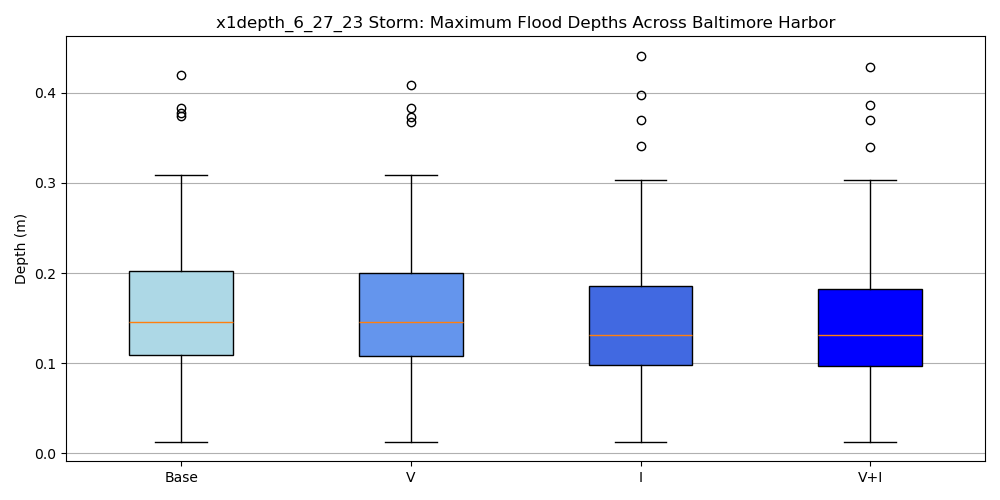 x1depth_6_27_23 Storm: Maximum Flood Depths Across Baltimore Harbor
Depth (m)
0.4
0.3
0.2
0.1
0.0
Base
V
I
V+I